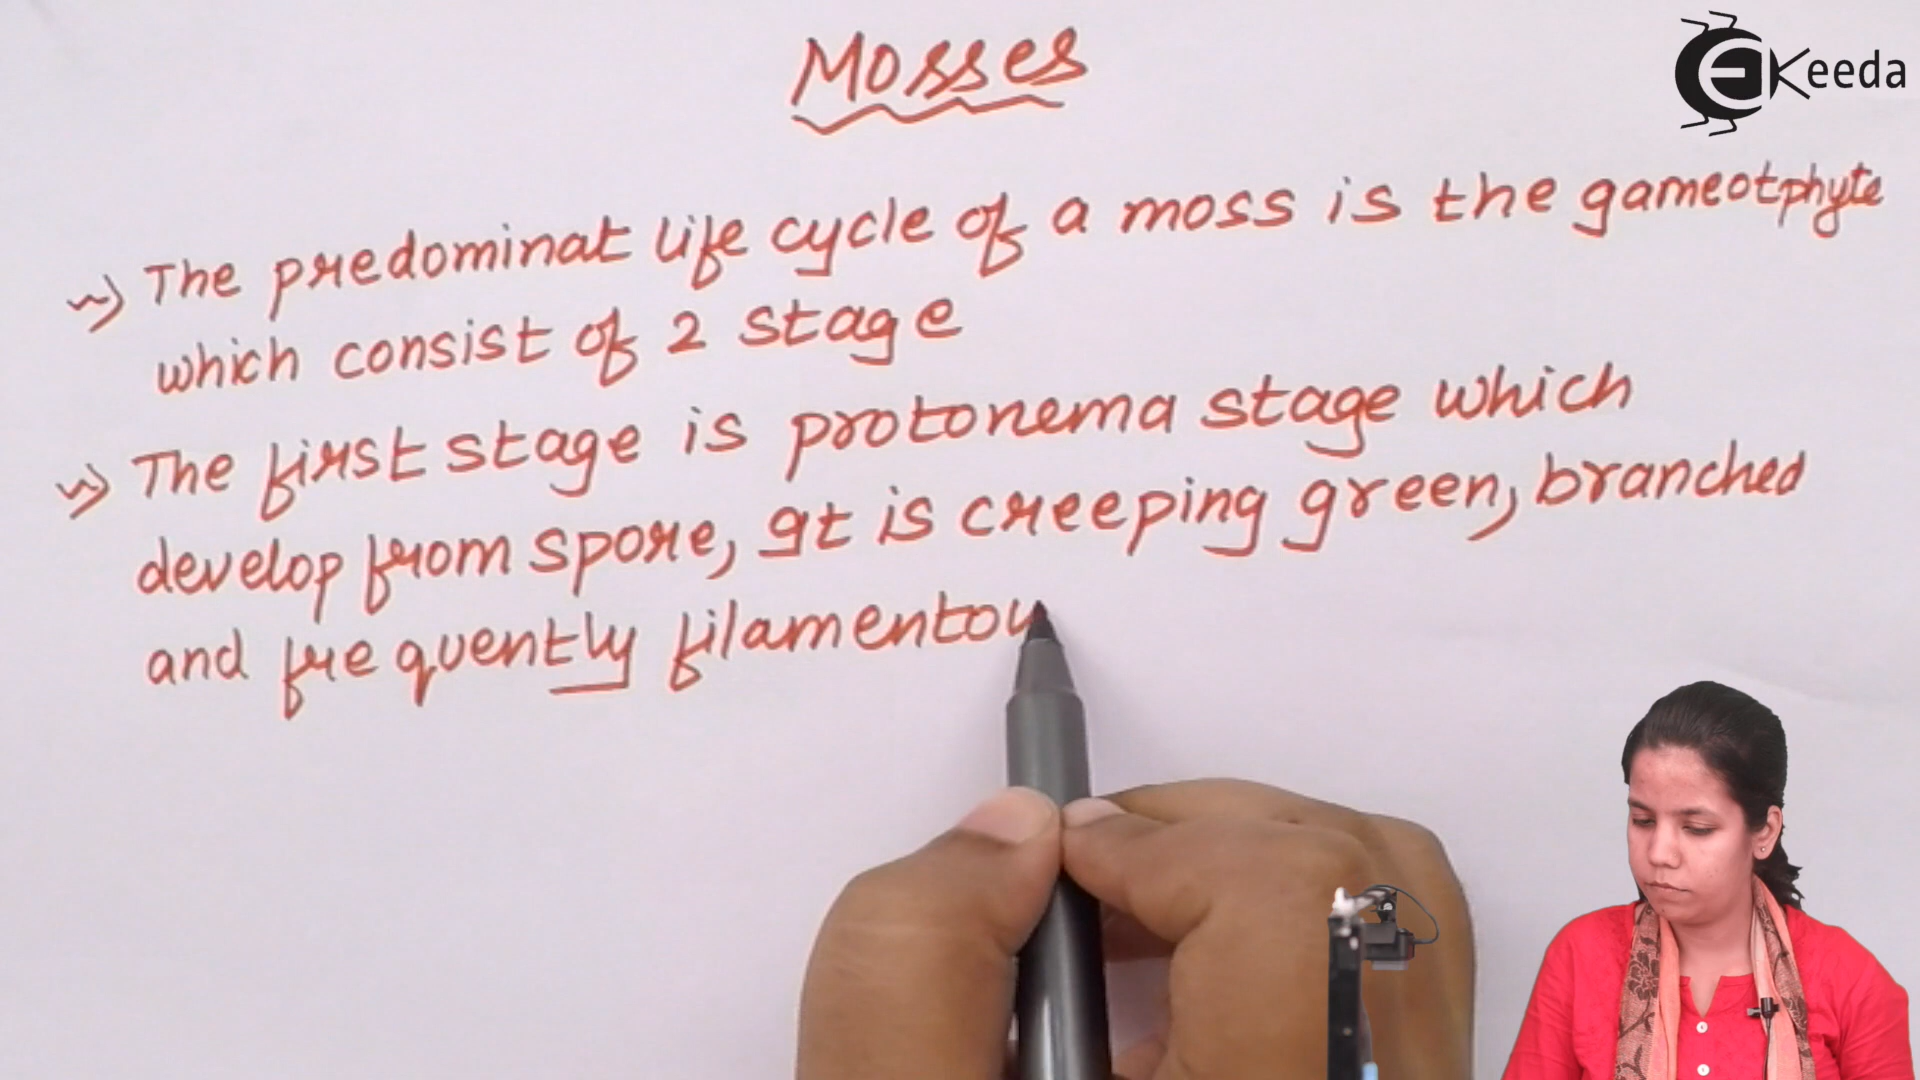 Mosses
Keeda
~> The predominat life cycle of a moss is the gameotphyte
which consist of 2 stage
~> The first stage is protonema stage which
develop from spore, It is creeping green, branched
and frequently filamentou